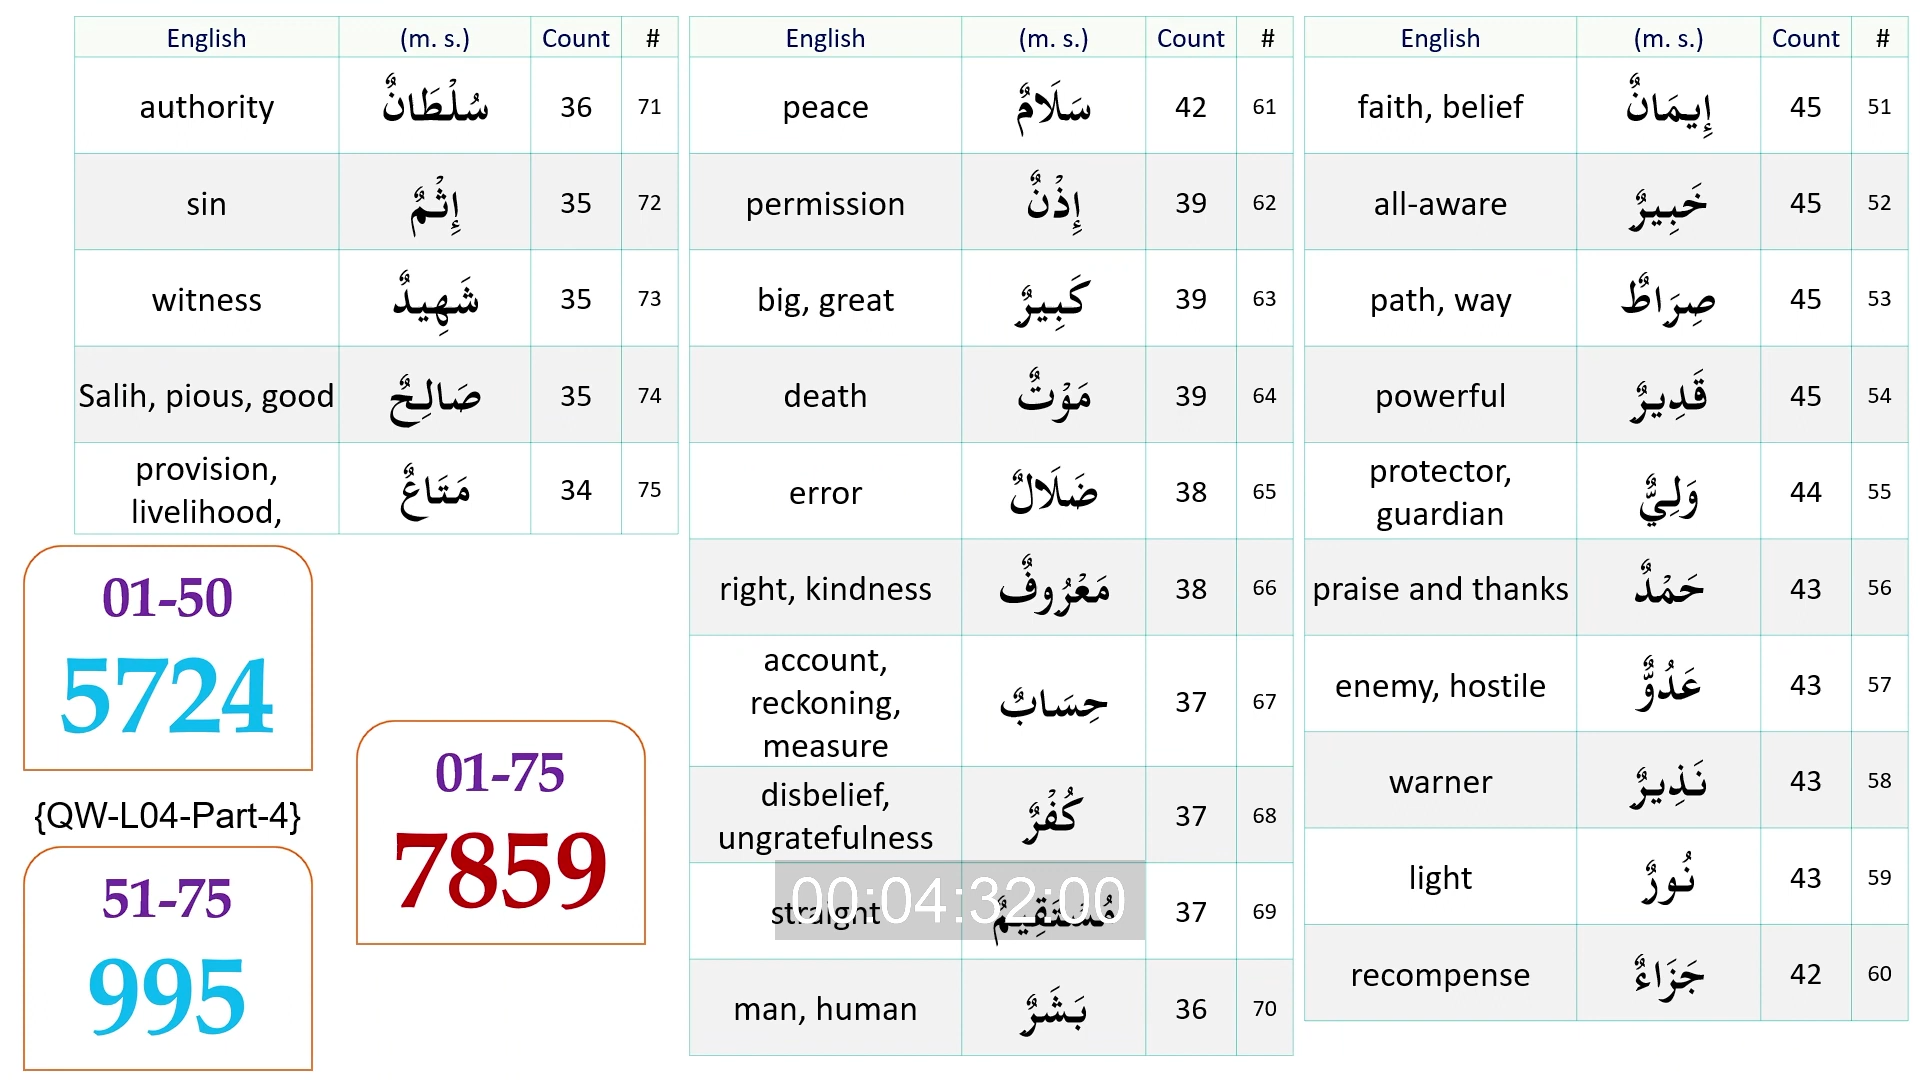 English (m. s.) Count #
authority سُلْطَانٌ 36 71
sin إِثْمٌ 35 72
witness شَهِيدٌ 35 73
Salih, pious, good صَالِحٌ 35 74
provision,
livelihood, مَتَاعٌ 34 75
English (m. s.) Count #
peace سَلَامٌ 42 61
permission إِذْنٌ 39 62
big, great كَبِيرٌ 39 63
death مَوْتٌ 39 64
error ضَلَالٌ 38 65
right, kindness مَعْرُوفٌ 38 66
account,
reckoning,
measure حِسَابٌ 37 67
disbelief,
ungratefulness كُفْرٌ 37 68
straight مُسْتَقِيمٌ 37 69
man, human بَشَرٌ 36 70
English (m. s.) Count #
faith, belief إِيمَانٌ 45 51
all-aware خَبِيرٌ 45 52
path, way صِرَاطٌ 45 53
powerful قَدِيرٌ 45 54
protector,
guardian وَلِيٌّ 44 55
praise and thanks حَمْدٌ 43 56
enemy, hostile عَدُوٌّ 43 57
warner نَذِيرٌ 43 58
light نُورٌ 43 59
recompense جَزَاءٌ 42 60
01-50
5724
{QW-L04-Part-4}
51-75
995
01-75
7859
00:04:32:00